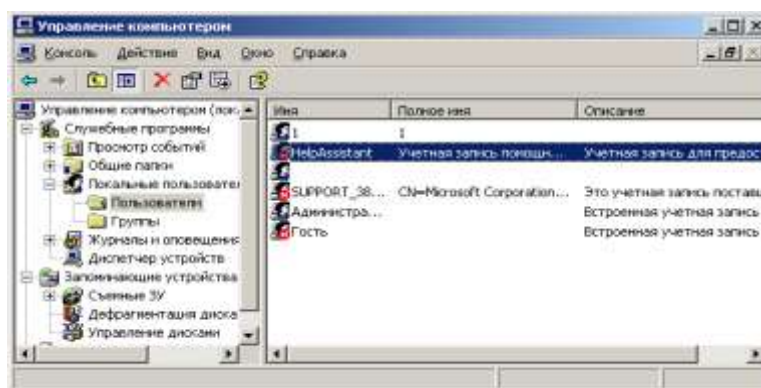 Управление компьютером
Консоль Действие Вид Окно Справка
Управление компьютером (лок
Служебные программы
Просмотр событий
Общие папки
Локальные пользовател
Пользователи
Группы
Журналы и оповещения
Диспетчер устройств
Запоминающие устройства
Съемные ЗУ
Дефрагментация диска
Управление дисками
Имя Полное имя Описание
1 1
HelpAssistant Учетная запись помощн... Учетная запись для предос
SUPPORT_38... CN=Microsoft Corporation... Это учетная запись постав
Администра... Встроенная учетная запись
Гость Встроенная учетная запись